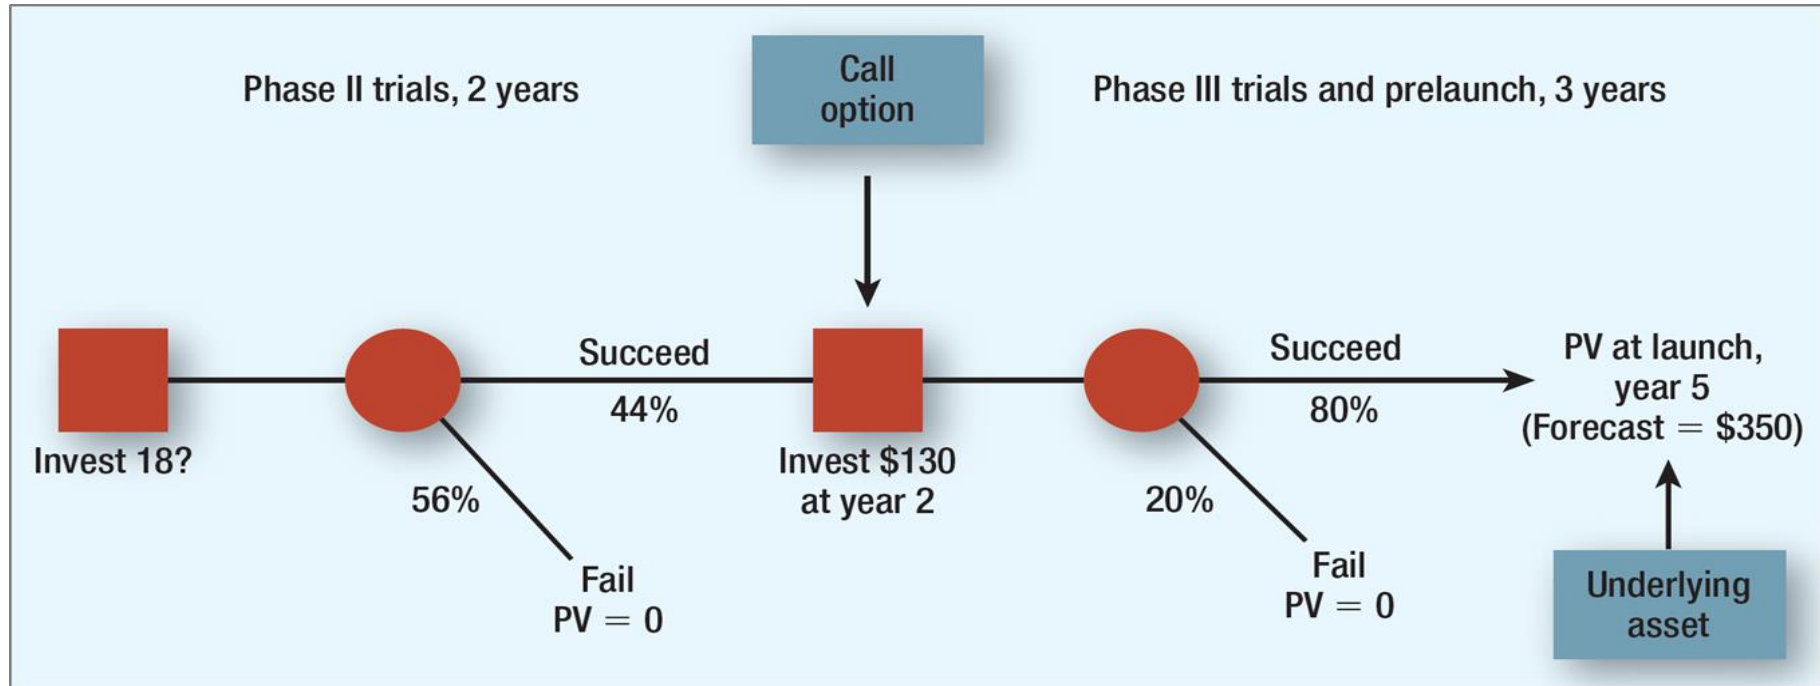 Phase II trials, 2 years
Call
option
Phase III trials and prelaunch, 3 years
Invest 18?
Succeed
44%
56%
Fail
PV = 0
Invest $130
at year 2
Succeed
80%
20%
Fail
PV = 0
PV at launch,
year 5
(Forecast = $350)
Underlying
asset